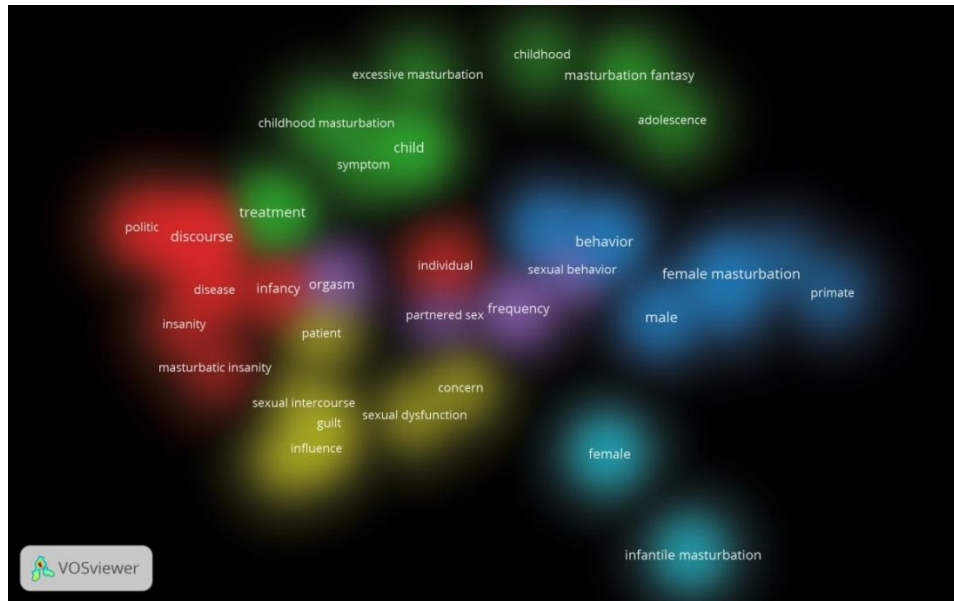 childhood
excessive masturbation
masturbation fantasy
childhood masturbation
adolescence
child
symptom
treatment
politic
discourse
behavior
individual
sexual behavior
female masturbation
disease
infancy
orgasm
primate
partnered sex
frequency
male
insanity
patient
masturbatic insanity
concern
sexual intercourse
sexual dysfunction
guilt
influence
female
infantile masturbation
VOSviewer